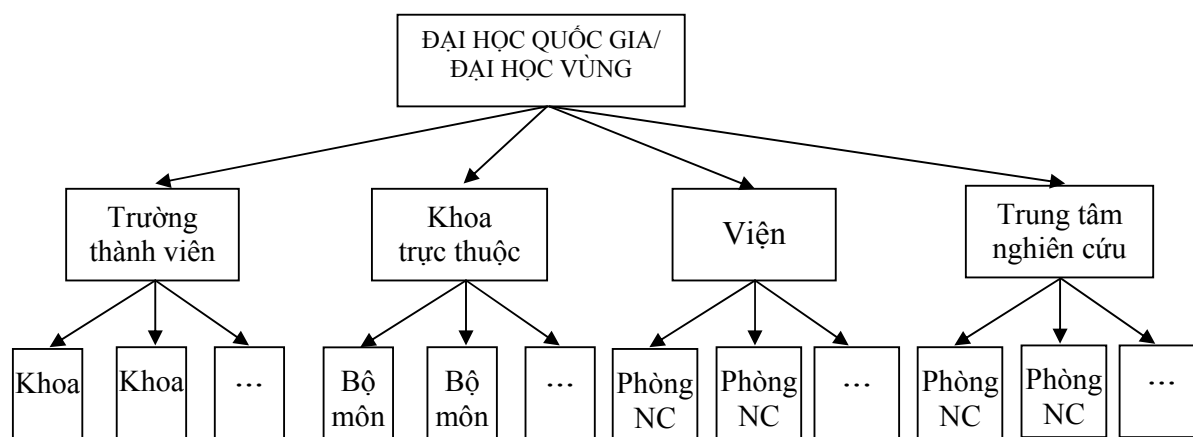 ĐẠI HỌC QUỐC GIA/
ĐẠI HỌC VÙNG
Trường
thành viên
Khoa
trực thuộc
Viện
Trung tâm
nghiên cứu
Khoa
Khoa
...
Bộ
môn
Bộ
môn
...
Phòng
NC
Phòng
NC
...
Phòng
NC
Phòng
NC
...